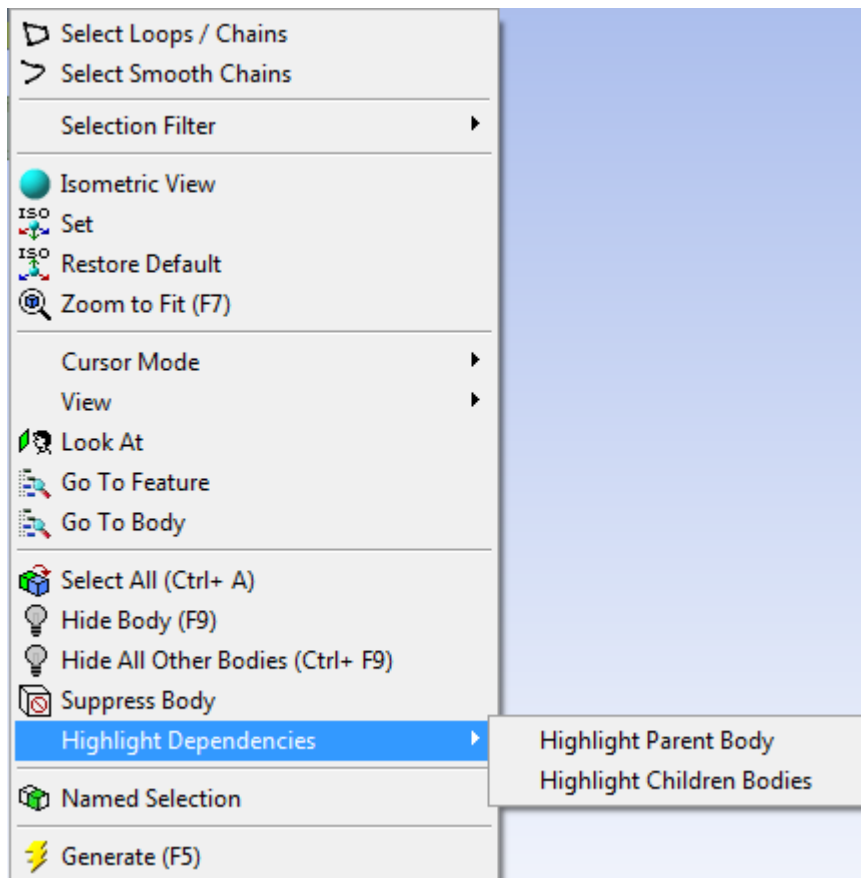 Select Loops / Chains
Select Smooth Chains
Selection Filter
Isometric View
ISO
Set
ISO
Restore Default
Zoom to Fit (F7)
Cursor Mode
View
Look At
Go To Feature
Go To Body
Select All (Ctrl+ A)
Hide Body (F9)
Hide All Other Bodies (Ctrl+ F9)
Suppress Body
Highlight Dependencies
Highlight Parent Body
Highlight Children Bodies
Named Selection
Generate (F5)